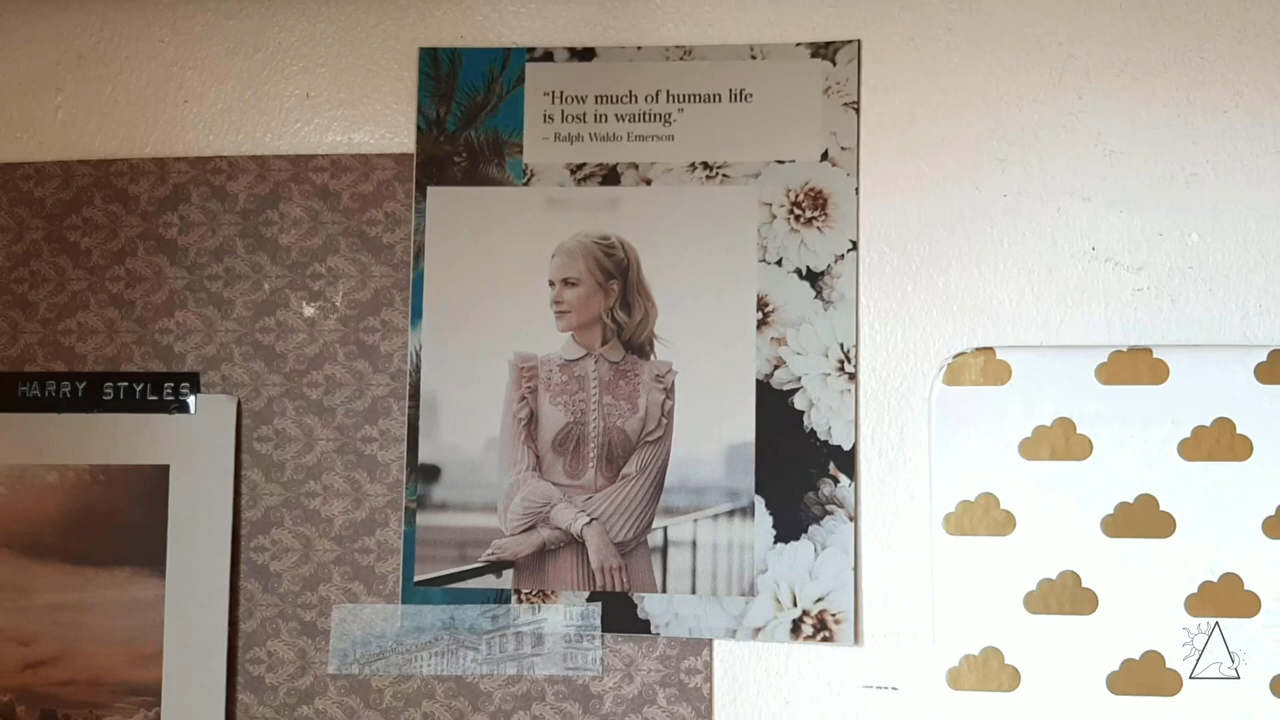 “How much of human life
is lost in waiting.”
– Ralph Waldo Emerson
HARRY STYLES